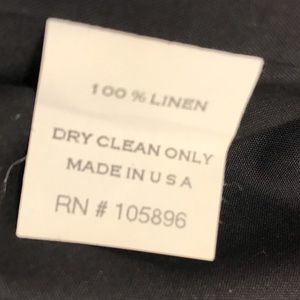 100 % LINEN
DRY CLEAN ONLY
MADE IN U S A
RN # 105896